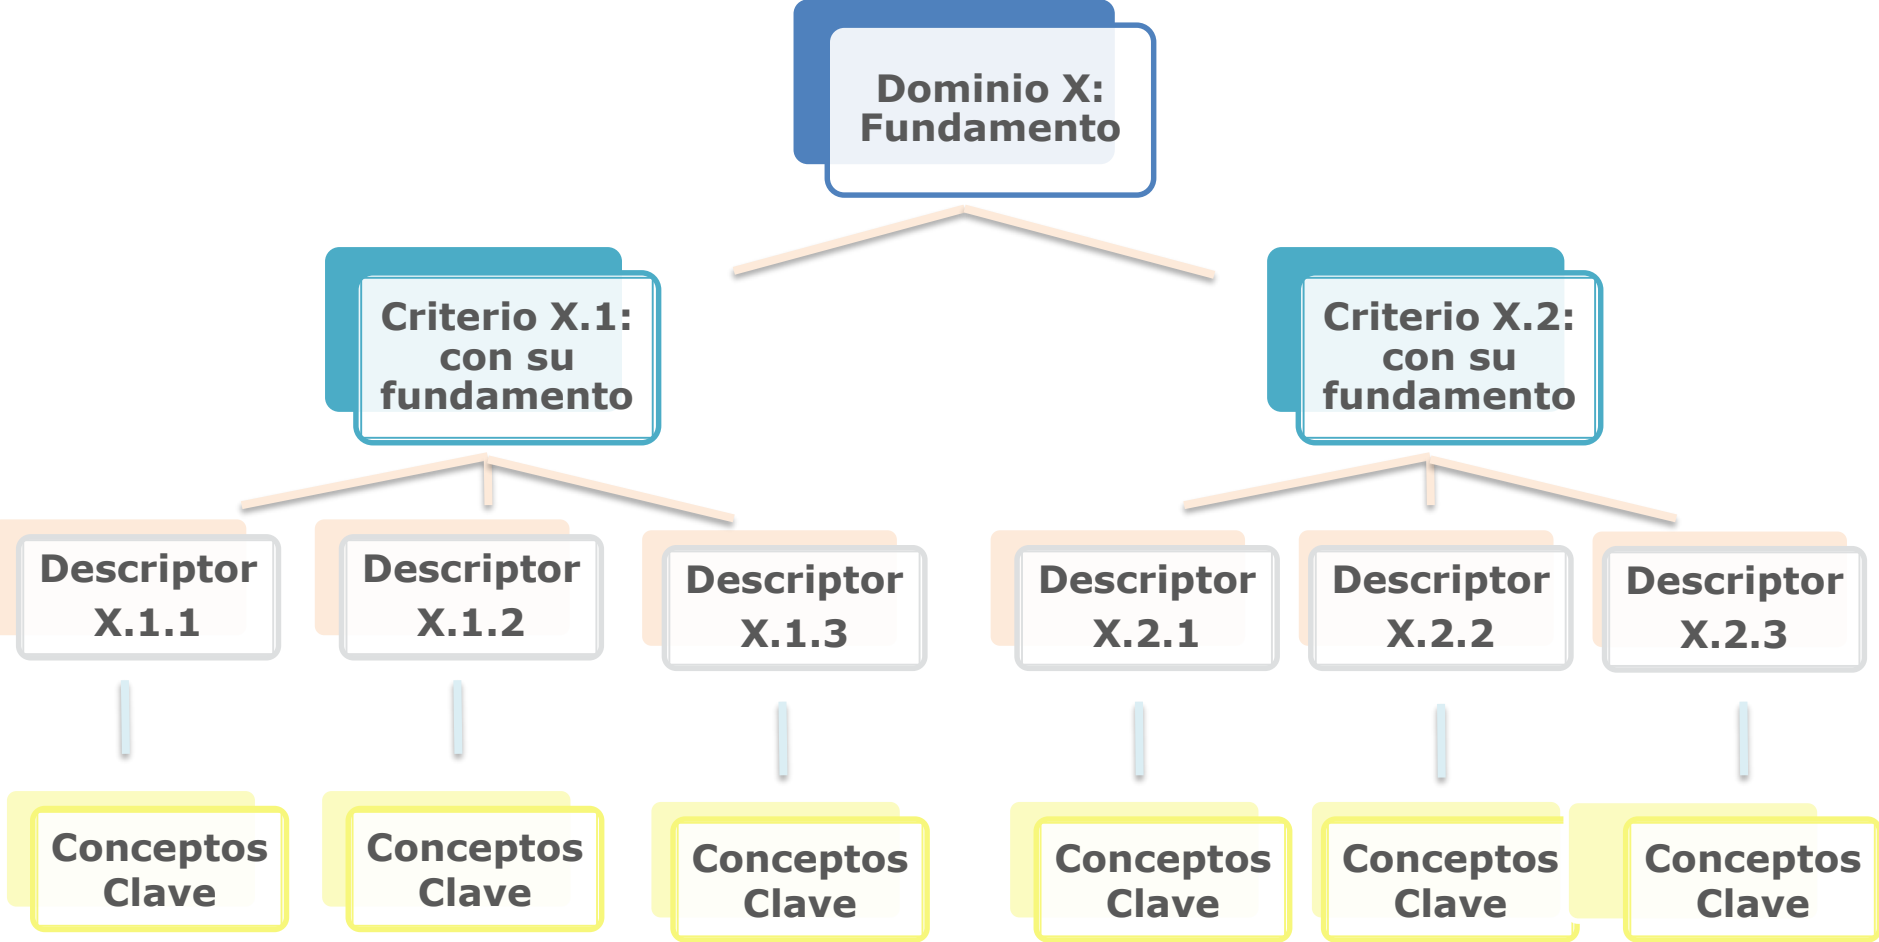 Dominio X:
Fundamento
Criterio X.1:
con su
fundamento
Criterio X.2:
con su
fundamento
Descriptor
X.1.1
Descriptor
X.1.2
Descriptor
X.1.3
Descriptor
X.2.1
Descriptor
X.2.2
Descriptor
X.2.3
Conceptos
Clave
Conceptos
Clave
Conceptos
Clave
Conceptos
Clave
Conceptos
Clave
Conceptos
Clave